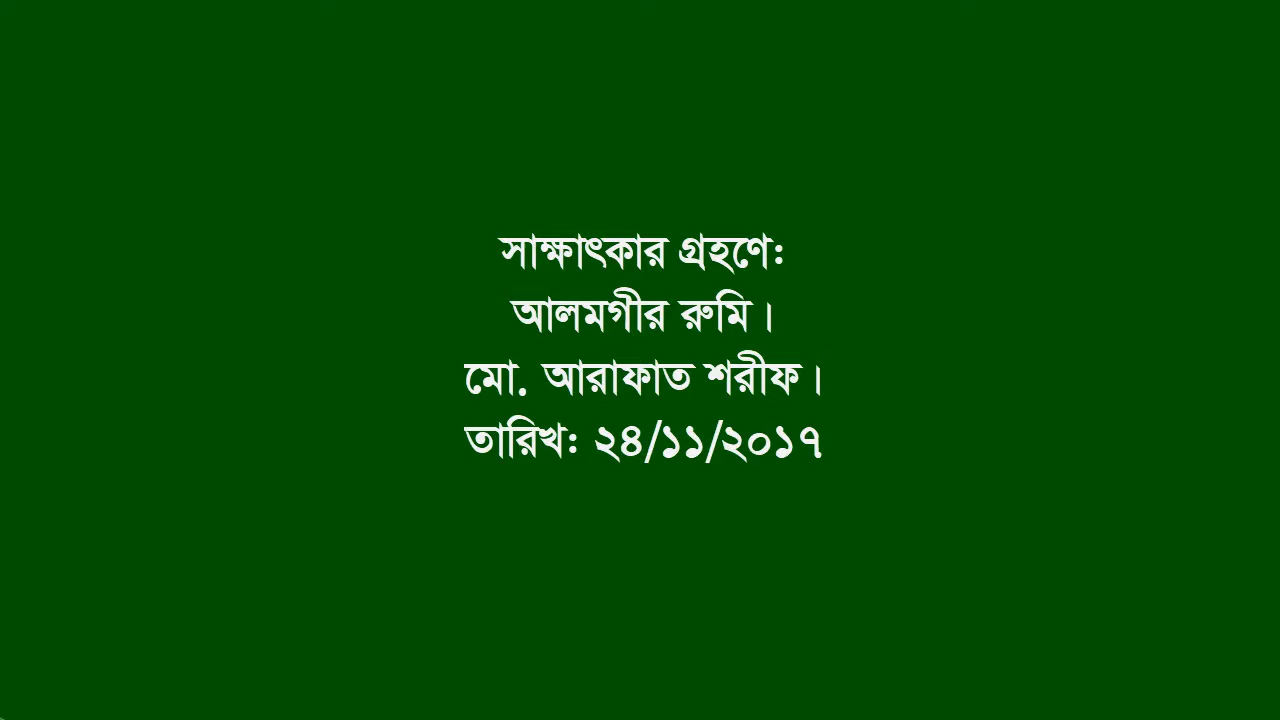 সাক্ষাৎকার গ্রহণে:
আলমগীর রুমি।
মো. আরাফাত শরীফ।
তারিখ: ২৪/১১/২০১৭